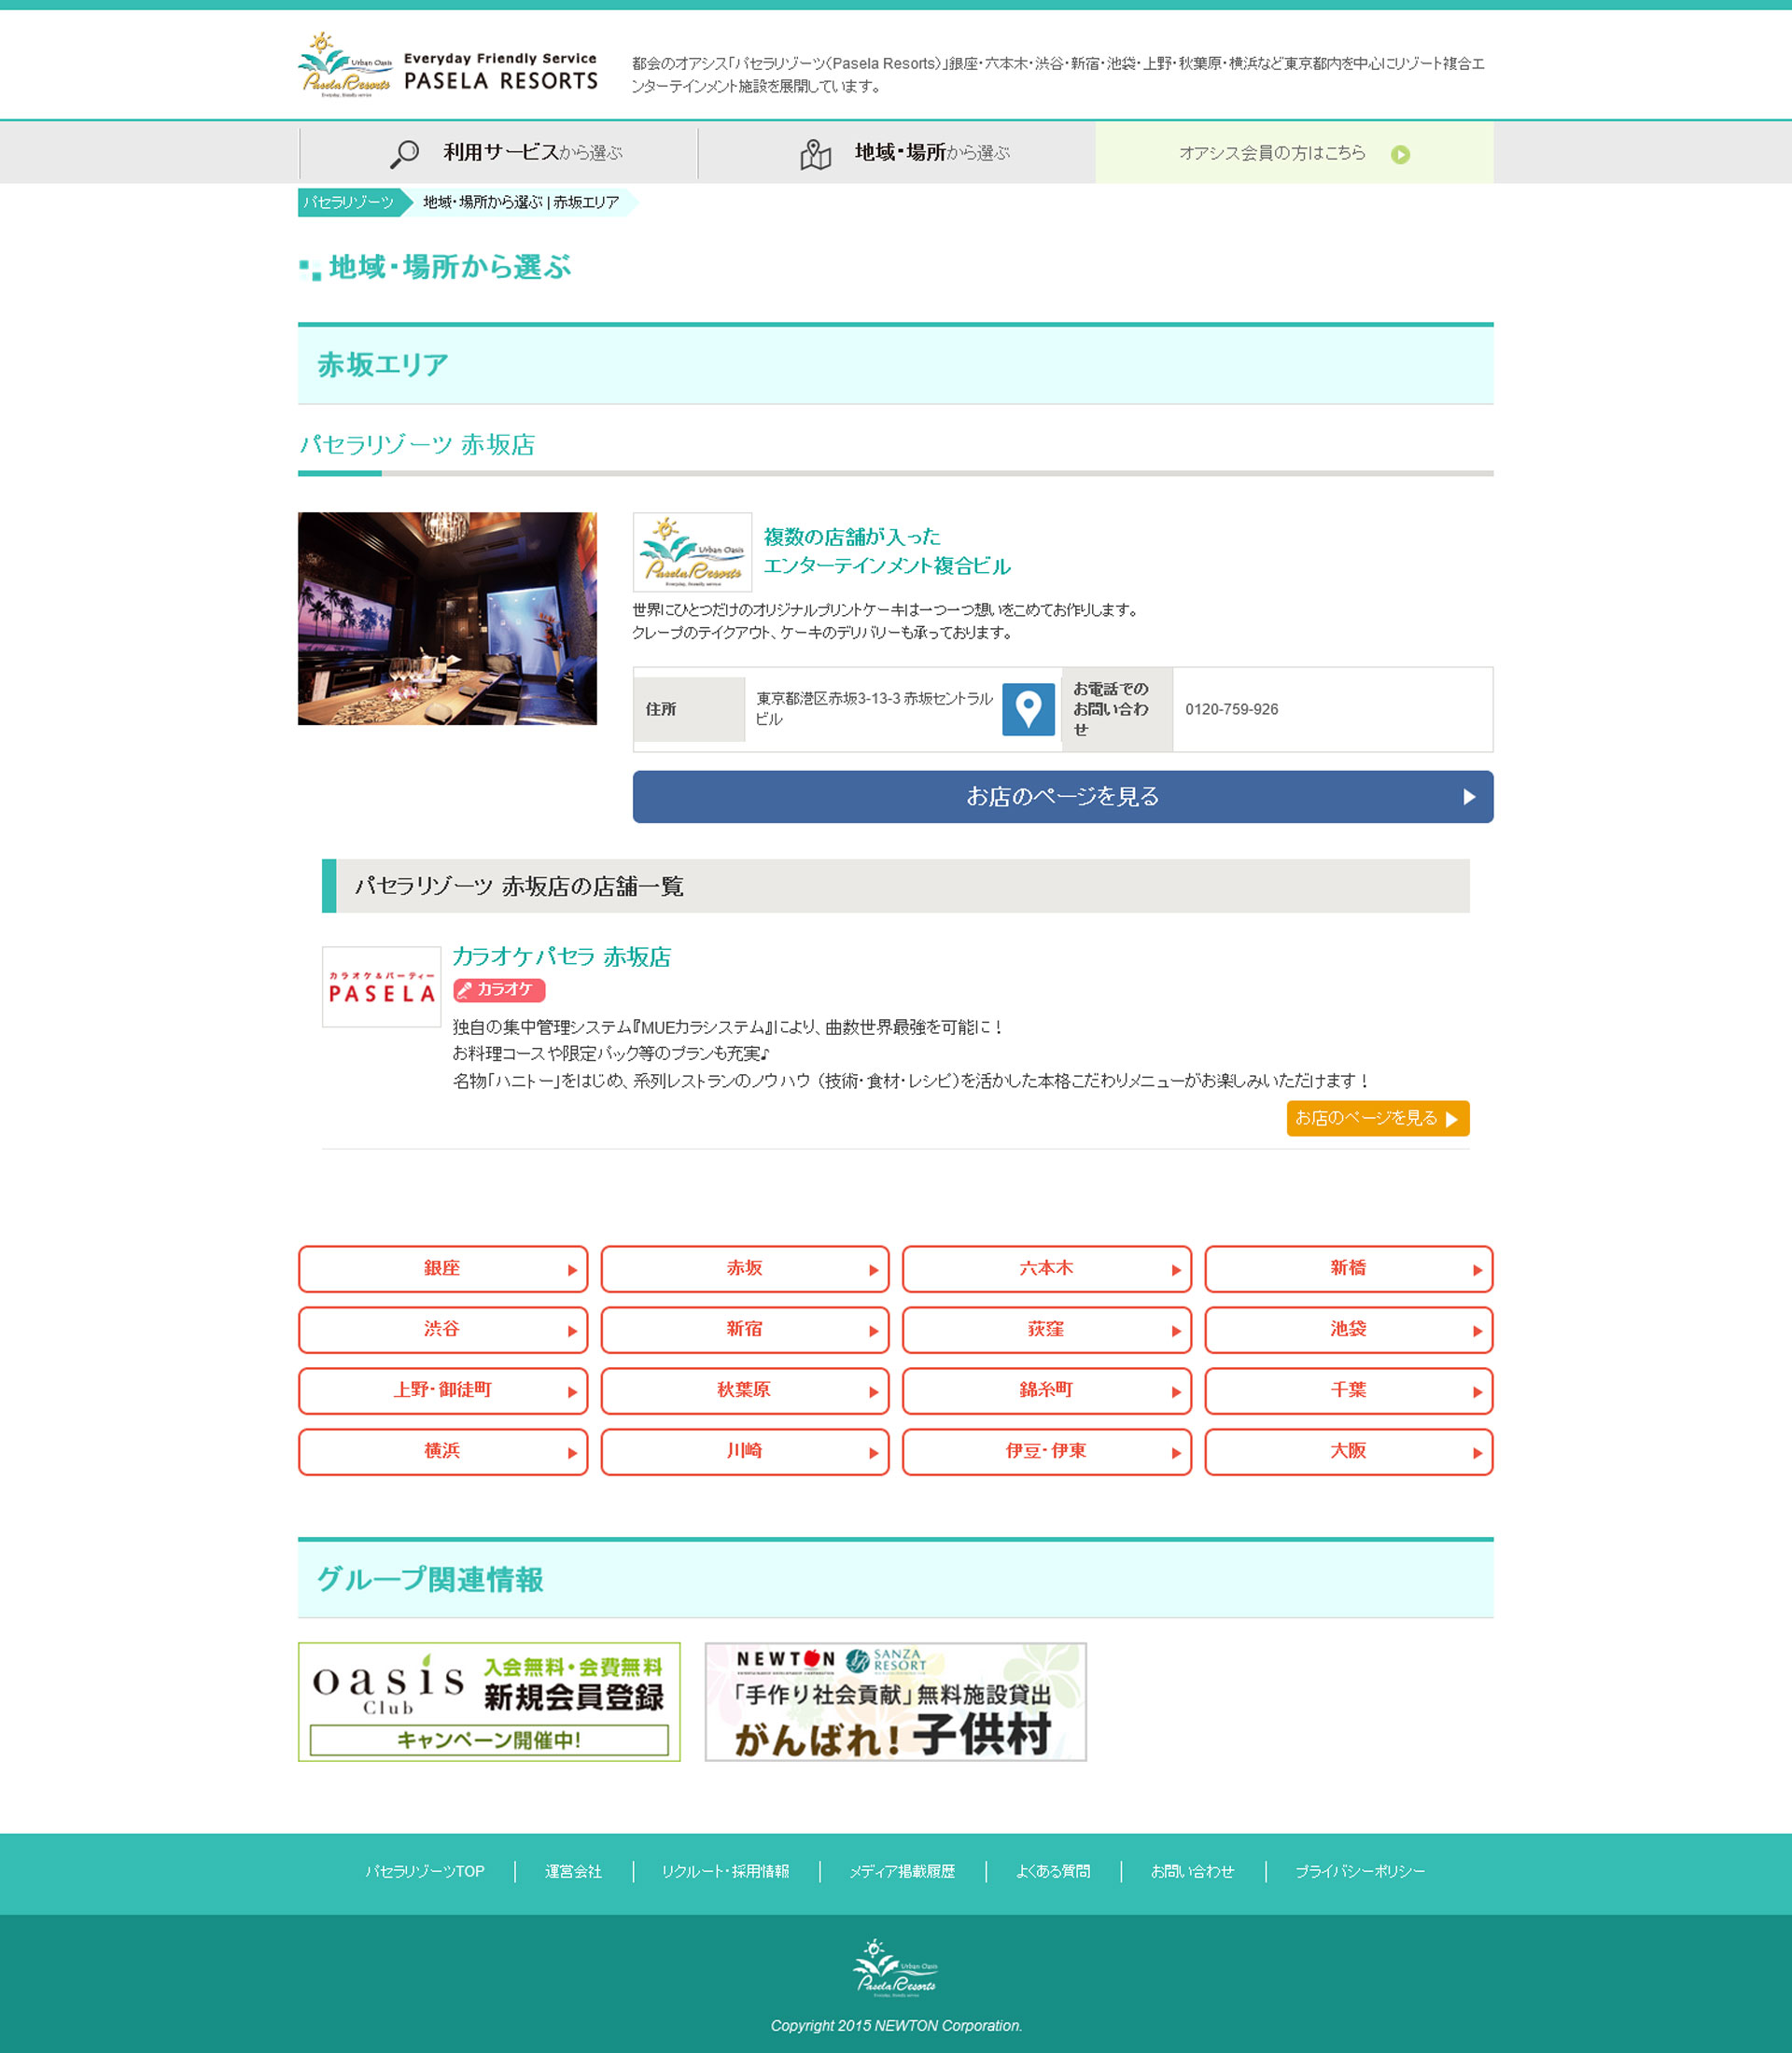 Urban Oasis
Pasela Resorts
Everyday, friendly service
Everyday Friendly Service
PASELA RESORTS
都会のオアシス「パセラリゾーツ(Pasela Resorts)」銀座・六本木・渋谷・新宿・池袋・上野・秋葉原・横浜など東京都内を中心にリゾート複合エ
ンターテインメント施設を展開しています。
利用サービスから選ぶ
地域・場所から選ぶ
オアシス会員の方はこちら
パセラリゾーツ
地域・場所から選ぶ | 赤坂エリア
地域・場所から選ぶ
赤坂エリア
パセラリゾーツ 赤坂店
Urban Oasis
Pasela Resorts
Everyday, friendly service
複数の店舗が入った
エンターテインメント複合ビル
世界にひとつだけのオリジナルプリントケーキは一つ一つ想いをこめてお作りします。
クレープのテイクアウト、ケーキのデリバリーも承っております。
住所
東京都港区赤坂3-13-3 赤坂セントラル
ビル
お電話での
お問い合わ
せ
0120-759-926
お店のページを見る
パセラリゾーツ 赤坂店の店舗一覧
カラオケ&パーティー
PASELA
カラオケパセラ 赤坂店
カラオケ
独自の集中管理システム『MUEカラシステム』により、曲数世界最強を可能に！
お料理コースや限定パック等のプランも充実♪
名物「ハニトー」をはじめ、系列レストランのノウハウ（技術・食材・レシピ）を活かした本格こだわりメニューがお楽しみいただけます！
お店のページを見る
銀座
赤坂
六本木
新橋
渋谷
新宿
荻窪
池袋
上野・御徒町
秋葉原
錦糸町
千葉
横浜
川崎
伊豆・伊東
大阪
グループ関連情報
oasis
Club
入会無料・会費無料
新規会員登録
キャンペーン開催中!
NEWTON
SANZA
RESORT
「手作り社会貢献」無料施設貸出
がんばれ！子供村
パセラリゾーツTOP
運営会社
リクルート・採用情報
メディア掲載履歴
よくある質問
お問い合わせ
プライバシーポリシー
Urban Oasis
Pasela Resorts
Everyday, friendly service
Copyright 2015 NEWTON Corporation.